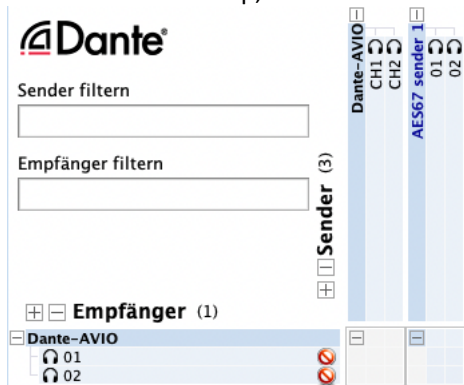 Dante®
Sender filtern
Empfänger filtern
Sender (3)
Dante-AVIO
CH1
CH2
AES67 sender 1
01
02
Empfänger (1)
Dante-AVIO
01
02